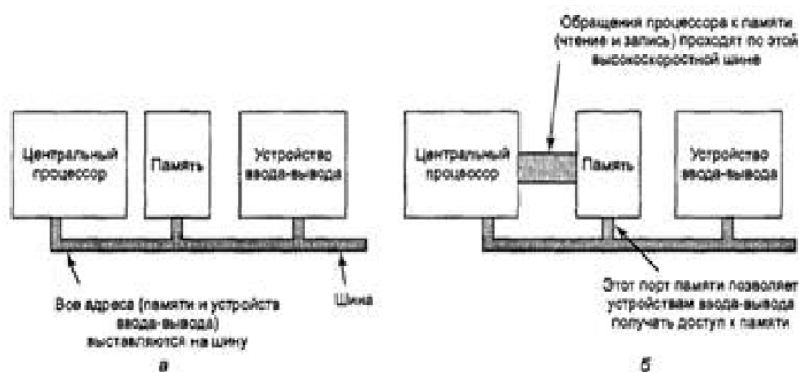 Обращения процессора к памяти
(чтение и запись) проходят по этой
высокоскоростной шине
Центральный
процессор
Память
Устройство
ввода-вывода
Центральный
процессор
Память
Устройство
ввода-вывода
Все адреса (памяти и устройств
ввода-вывода)
выставляются на шину
Шина
Этот порт памяти позволяет
устройствам ввода-вывода
получать доступ к памяти
а
б